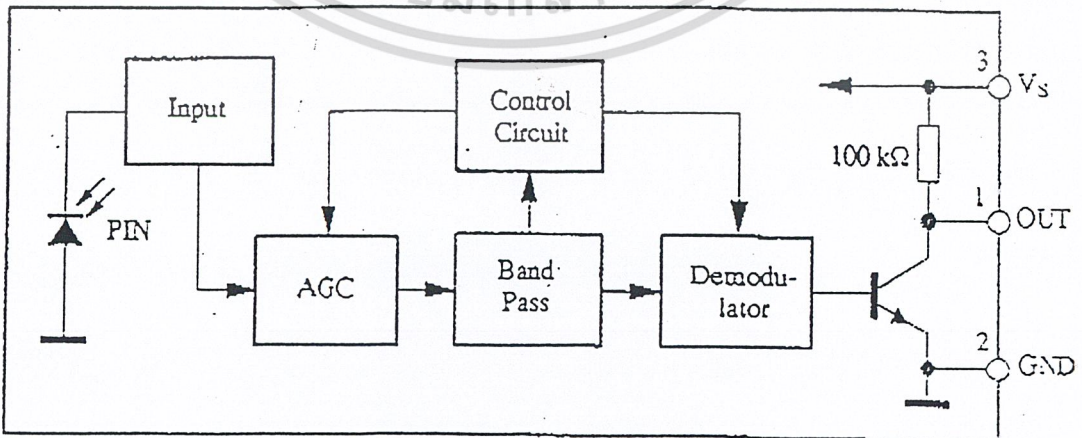 Input
Control
Circuit
3
VS
100 kΩ
1
OUT
PIN
AGC
Band
Pass
Demodu-
lator
2
GND